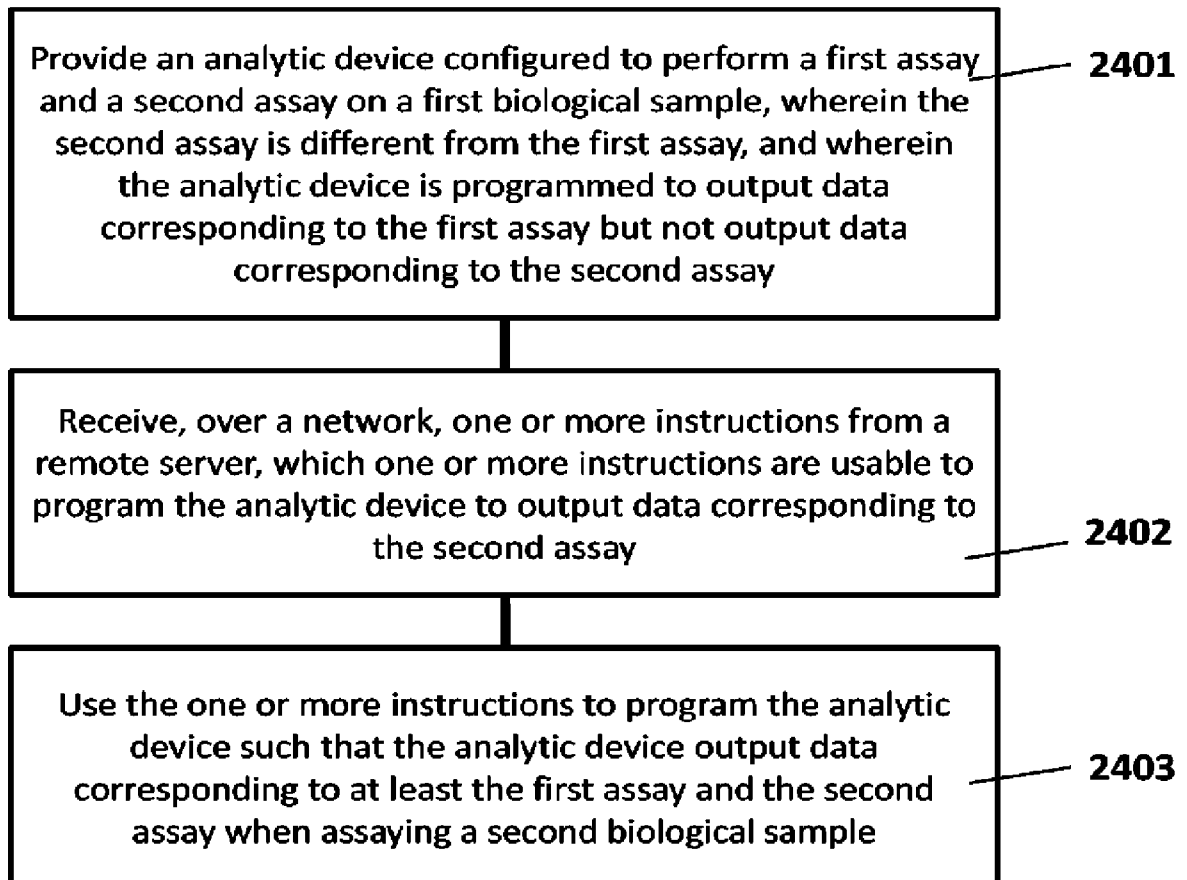 Provide an analytic device configured to perform a first assay
and a second assay on a first biological sample, wherein the
second assay is different from the first assay, and wherein
the analytic device is programmed to output data
corresponding to the first assay but not output data
corresponding to the second assay
2401
Receive, over a network, one or more instructions from a
remote server, which one or more instructions are usable to
program the analytic device to output data corresponding to
the second assay
2402
Use the one or more instructions to program the analytic
device such that the analytic device output data
corresponding to at least the first assay and the second
assay when assaying a second biological sample
2403